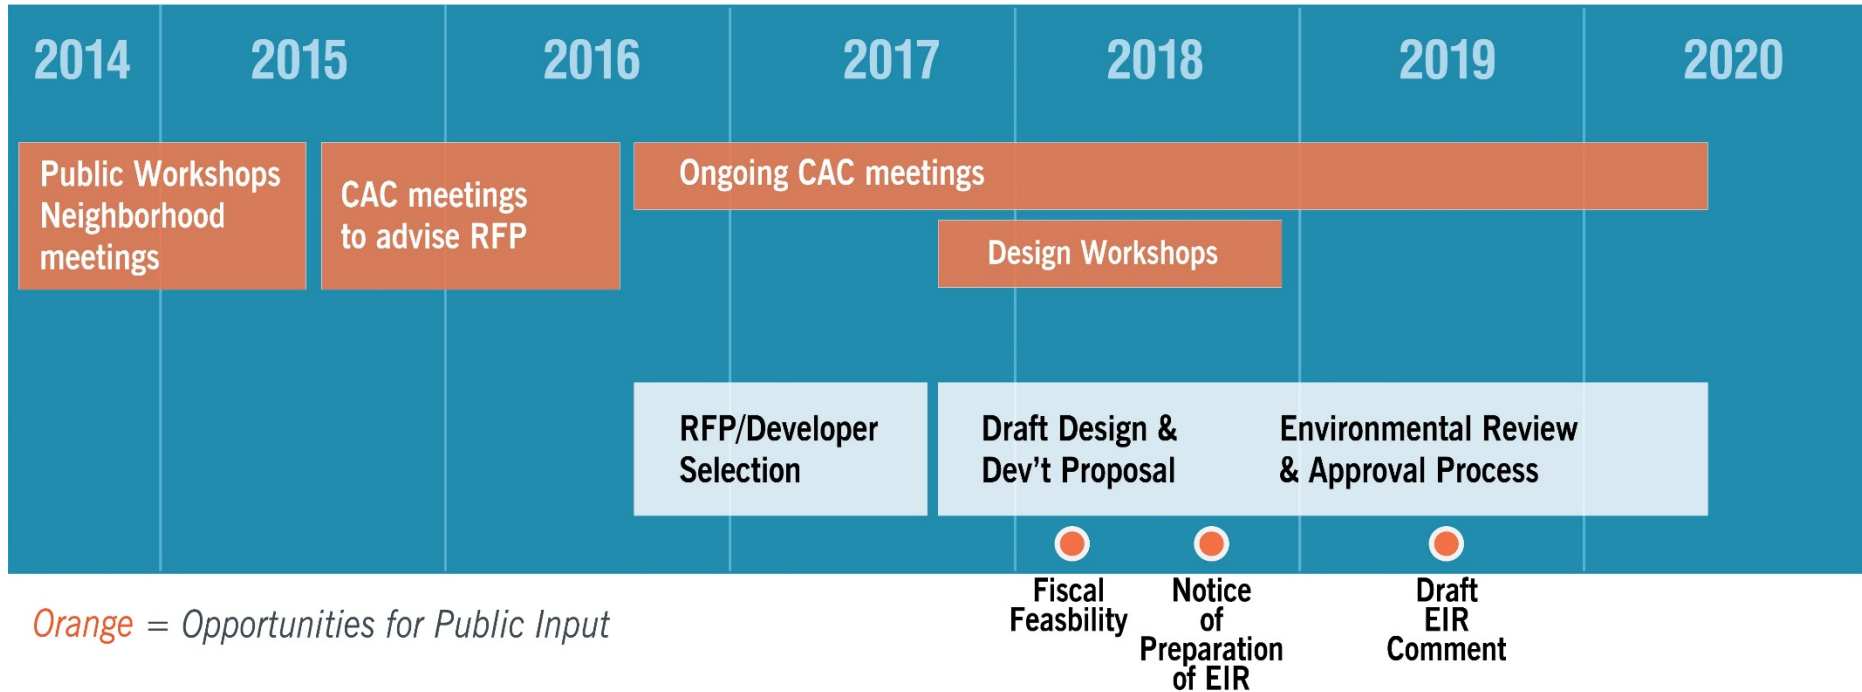 2014 2015 2016 2017 2018 2019 2020
Public Workshops
Neighborhood
meetings
CAC meetings
to advise RFP
Ongoing CAC meetings
Design Workshops
RFP/Developer
Selection
Draft Design &
Dev't Proposal
Environmental Review
& Approval Process
Fiscal
Feasbility
Notice
of
Preparation
of EIR
Draft
EIR
Comment
Orange = Opportunities for Public Input